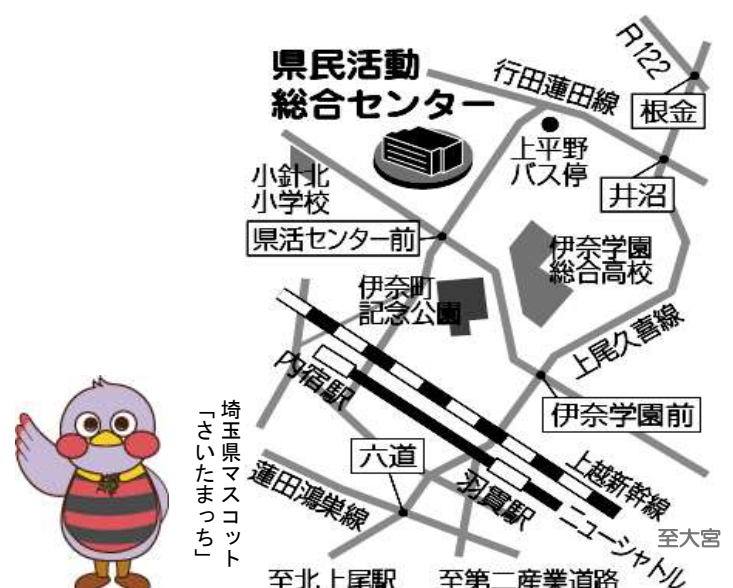 県民活動
総合センター
行田蓮田線
R122
根金
上平野
バス停
井沼
小針北
小学校
県活センター前
伊奈学園
総合高校
伊奈町
記念公園
上尾久喜線
内宿駅
伊奈学園前
六道
上越新幹線
羽貫駅
蓮田鴻巣線
ニューシャトル
至大宮
至北上尾駅
至第二産業道路
埼玉県マスコット
「さいたまっち」